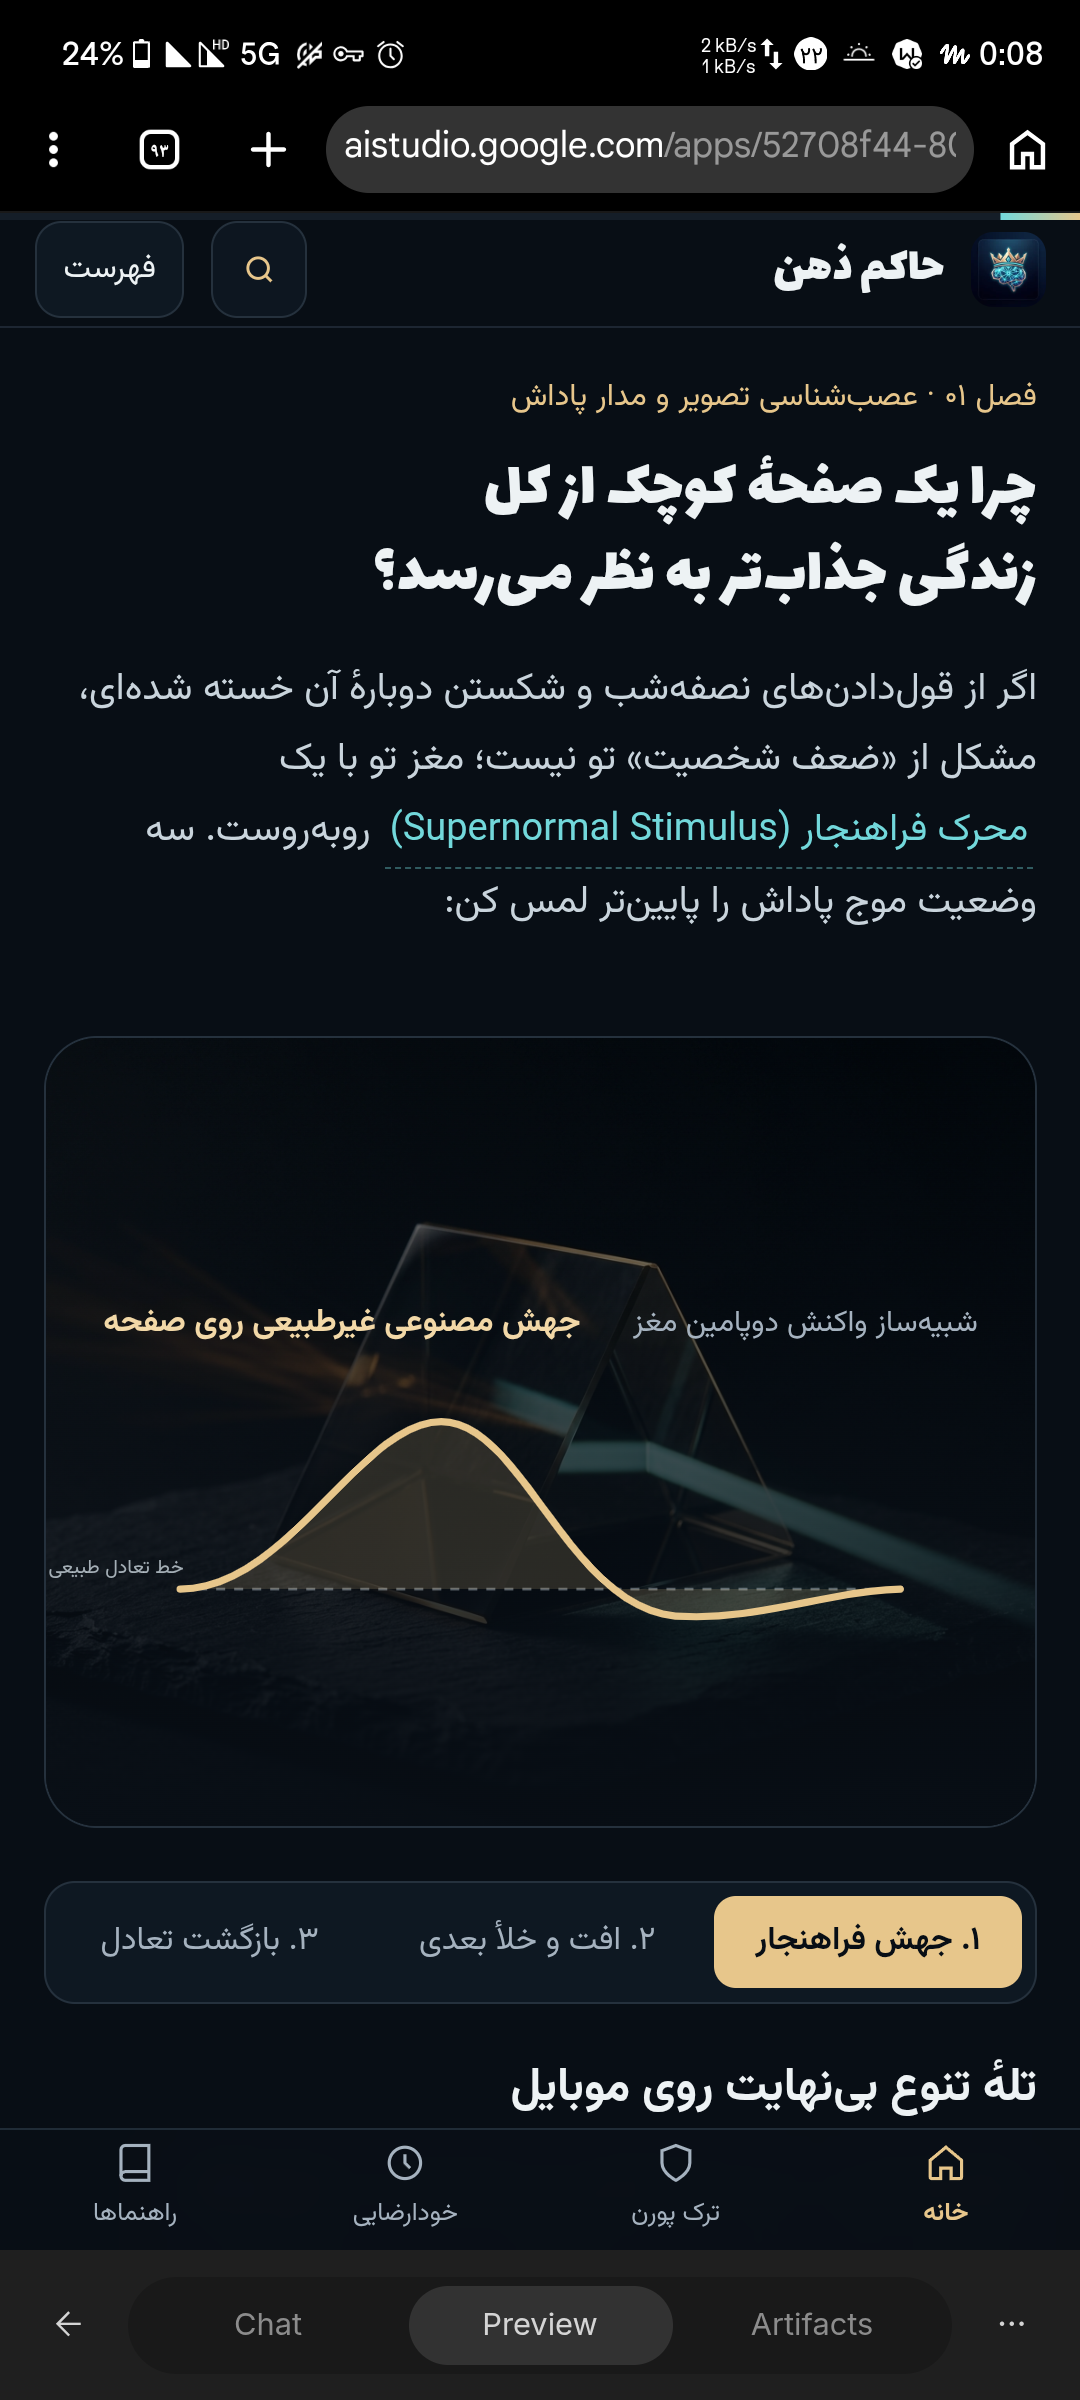 24% HD 5G 2 kB/s 1 kB/s ۲۲ 0:08
۹۳ aistudio.google.com/apps/52708f44-8
حاکم ذهن
فهرست
فصل ۰۱ · عصب‌شناسی تصویر و مدار پاداش
چرا یک صفحهٔ کوچک از کل
زندگی جذاب‌تر به نظر می‌رسد؟
اگر از قول‌دادن‌های نصفه‌شب و شکستن دوبارهٔ آن خسته شده‌ای،
مشکل از «ضعف شخصیت» تو نیست؛ مغز تو با یک
محرک فراهنجار (Supernormal Stimulus) روبه‌روست. سه
وضعیت موج پاداش را پایین‌تر لمس کن:
شبیه‌ساز واکنش دوپامین مغز
جهش مصنوعی غیرطبیعی روی صفحه
خط تعادل طبیعی
۱. جهش فراهنجار
۲. افت و خلأ بعدی
۳. بازگشت تعادل
تلهٔ تنوع بی‌نهایت روی موبایل
خانه
ترک پورن
خودارضایی
راهنماها
Chat
Preview
Artifacts